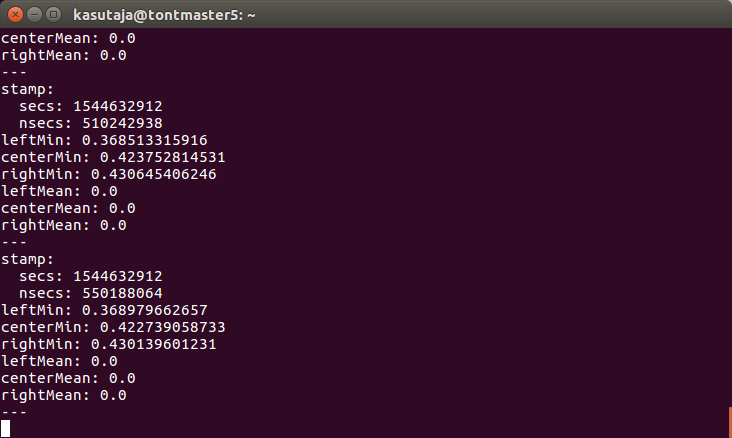 kasutaja@tontmaster5: ~
centerMean: 0.0
rightMean: 0.0
---
stamp:
  secs: 1544632912
  nsecs: 510242938
leftMin: 0.368513315916
centerMin: 0.423752814531
rightMin: 0.430645406246
leftMean: 0.0
centerMean: 0.0
rightMean: 0.0
---
stamp:
  secs: 1544632912
  nsecs: 550188064
leftMin: 0.368979662657
centerMin: 0.422739058733
rightMin: 0.430139601231
leftMean: 0.0
centerMean: 0.0
rightMean: 0.0
---